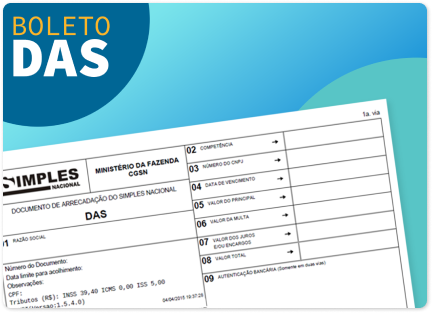 BOLETO
DAS
1a. via
SIMPLES
NACIONAL
MINISTÉRIO DA FAZENDA
CGSN
DOCUMENTO DE ARRECADAÇÃO DO SIMPLES NACIONAL
DAS
01 RAZÃO SOCIAL
Número do Documento:
Data limite para acolhimento:
Observações:
CPF:
Tributos (R$): INSS 39,40 ICMS 0,00 ISS 5,00
.5.4.0)
04/04/2015 19:37:28
02 COMPETÊNCIA
03 NÚMERO DO CNPJ
04 DATA DE VENCIMENTO
05 VALOR DO PRINCIPAL
06 VALOR DA MULTA
07 VALOR DOS JUROS
E/OU ENCARGOS
08 VALOR TOTAL
09 AUTENTICAÇÃO BANCÁRIA (Somente em duas vias)